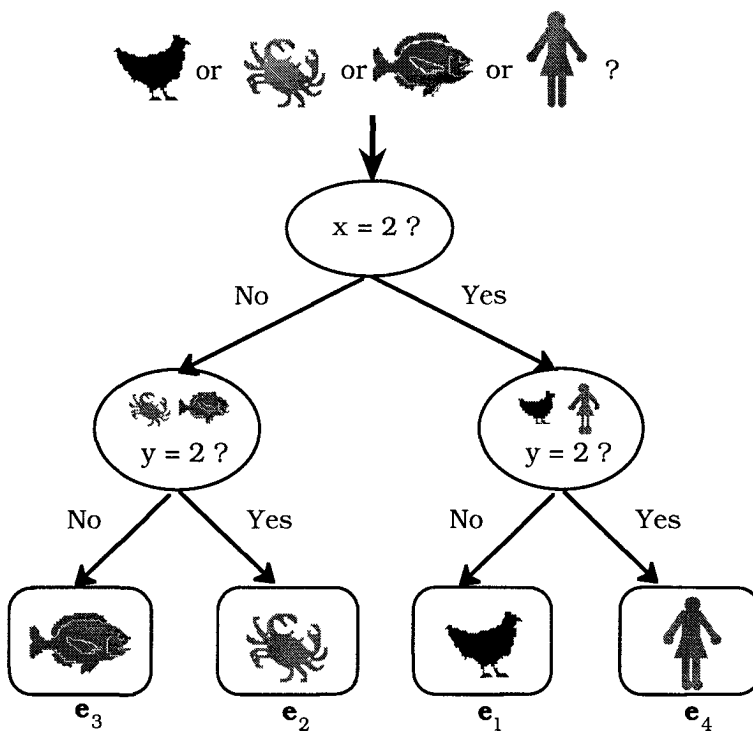 or or or ?
x = 2 ?
No Yes
y = 2 ? y = 2 ?
No Yes No Yes
e3 e2 e1 e4